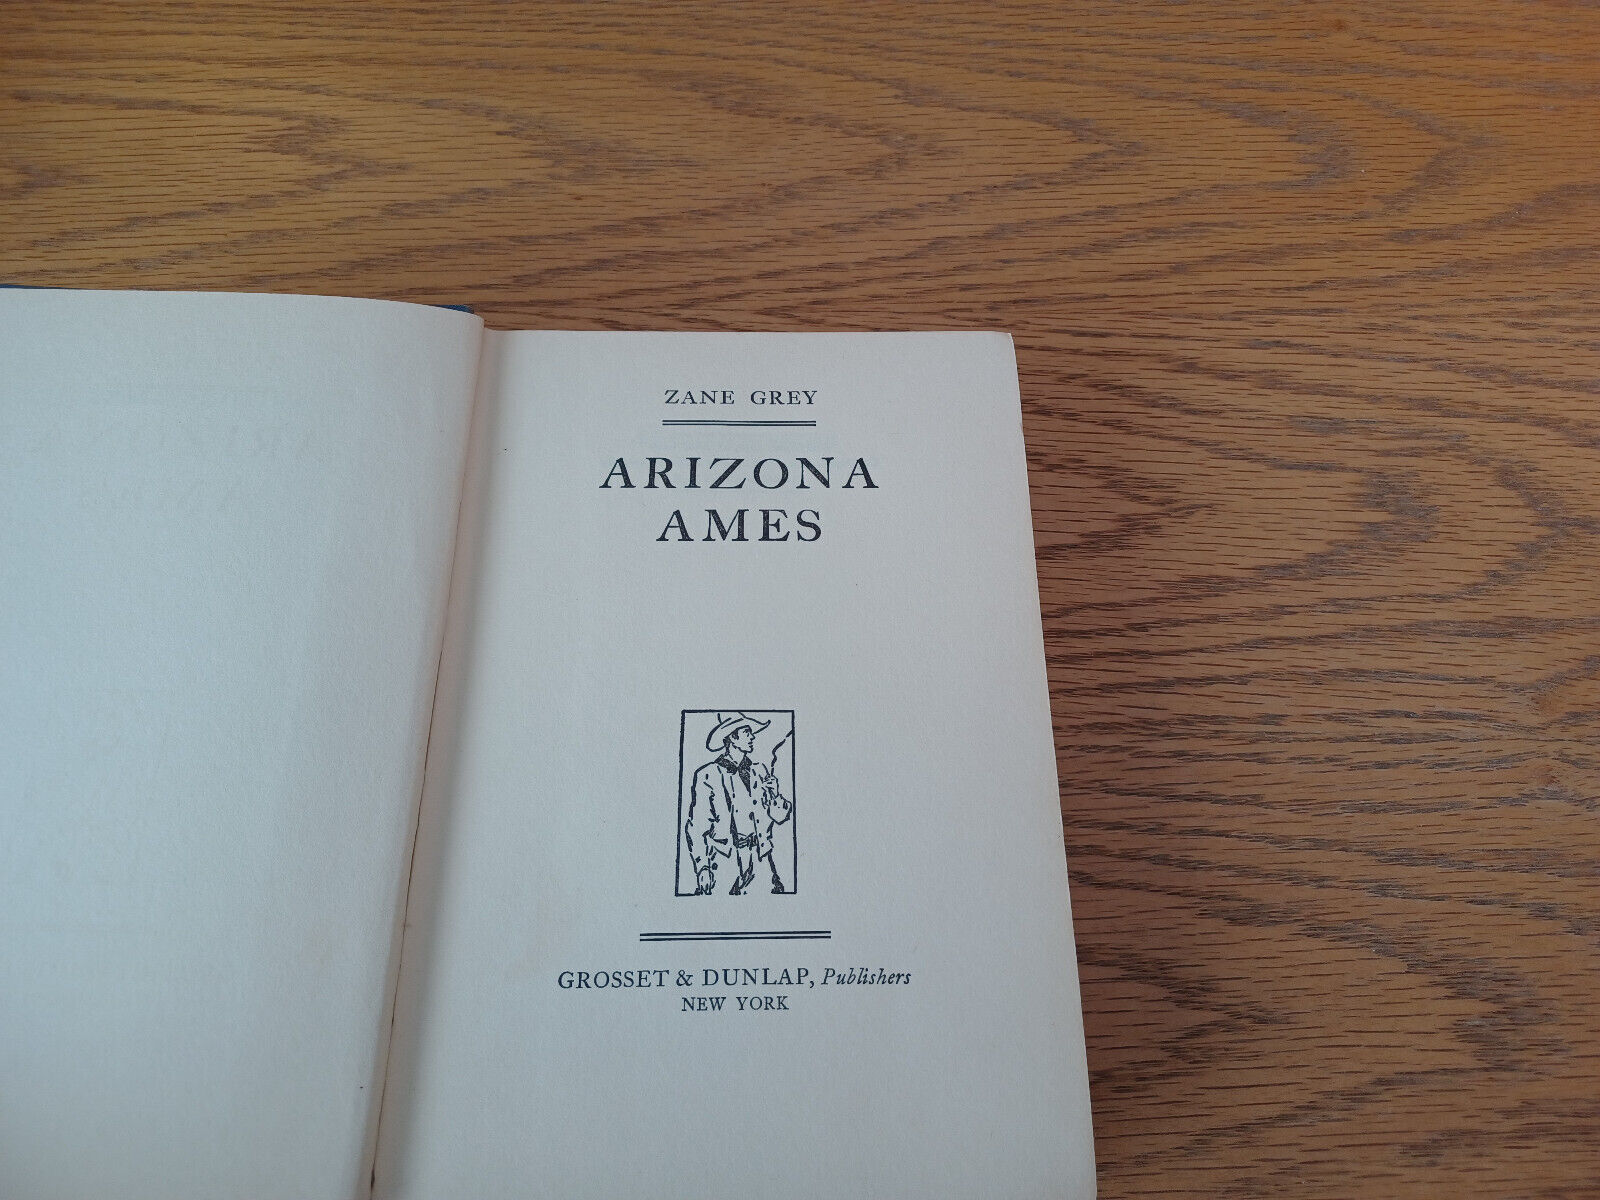 ZANE GREY
ARIZONA
AMES
GROSSET & DUNLAP, Publishers
NEW YORK